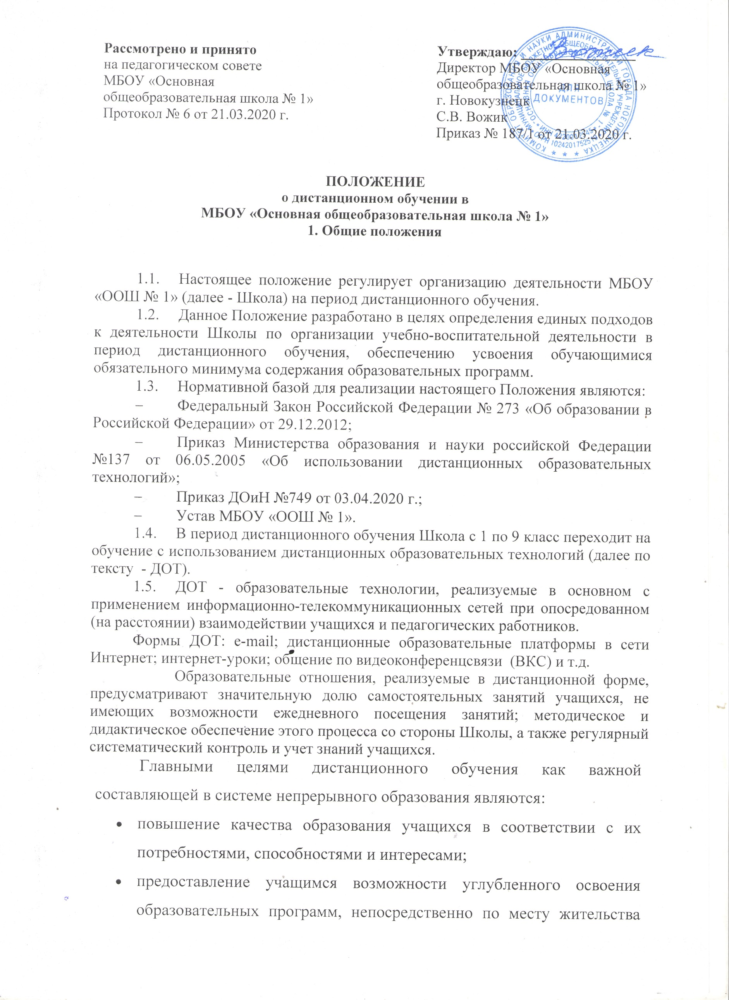 Рассмотрено и принято
на педагогическом совете
МБОУ «Основная
общеобразовательная школа № 1»
Протокол № 6 от 21.03.2020 г.
Утверждаю:
Директор МБОУ «Основная
общеобразовательная школа № 1»
г. Новокузнецк
С.В. Вожик
Приказ № 187/1 от 21.03.2020 г.
ДЛЯ
ДОКУМЕНТОВ
ПОЛОЖЕНИЕ
о дистанционном обучении в
МБОУ «Основная общеобразовательная школа № 1»
1. Общие положения
1.1. Настоящее положение регулирует организацию деятельности МБОУ
«ООШ № 1» (далее - Школа) на период дистанционного обучения.
1.2. Данное Положение разработано в целях определения единых подходов
к деятельности Школы по организации учебно-воспитательной деятельности в
период дистанционного обучения, обеспечению усвоения обучающимися
обязательного минимума содержания образовательных программ.
1.3. Нормативной базой для реализации настоящего Положения являются:
– Федеральный Закон Российской Федерации № 273 «Об образовании в
Российской Федерации» от 29.12.2012;
– Приказ Министерства образования и науки российской Федерации
№137 от 06.05.2005 «Об использовании дистанционных образовательных
технологий»;
– Приказ ДОиН №749 от 03.04.2020 г.;
– Устав МБОУ «ООШ № 1».
1.4. В период дистанционного обучения Школа с 1 по 9 класс переходит на
обучение с использованием дистанционных образовательных технологий (далее по
тексту - ДОТ).
1.5. ДОТ - образовательные технологии, реализуемые в основном с
применением информационно-телекоммуникационных сетей при опосредованном
(на расстоянии) взаимодействии учащихся и педагогических работников.
Формы ДОТ: e-mail; дистанционные образовательные платформы в сети
Интернет; интернет-уроки; общение по видеоконференцсвязи (ВКС) и т.д.
Образовательные отношения, реализуемые в дистанционной форме,
предусматривают значительную долю самостоятельных занятий учащихся, не
имеющих возможности ежедневного посещения занятий; методическое и
дидактическое обеспечение этого процесса со стороны Школы, а также регулярный
систематический контроль и учет знаний учащихся.
Главными целями дистанционного обучения как важной
составляющей в системе непрерывного образования являются:
• повышение качества образования учащихся в соответствии с их
потребностями, способностями и интересами;
• предоставление учащимся возможности углубленного освоения
образовательных программ, непосредственно по месту жительства